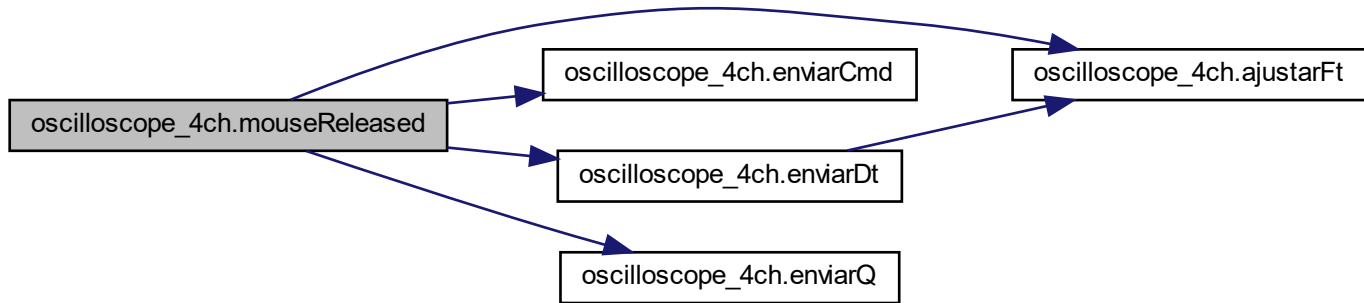 oscilloscope_4ch.mouseReleased
oscilloscope_4ch.enviarCmd
oscilloscope_4ch.ajustarFt
oscilloscope_4ch.enviarDt
oscilloscope_4ch.enviarQ